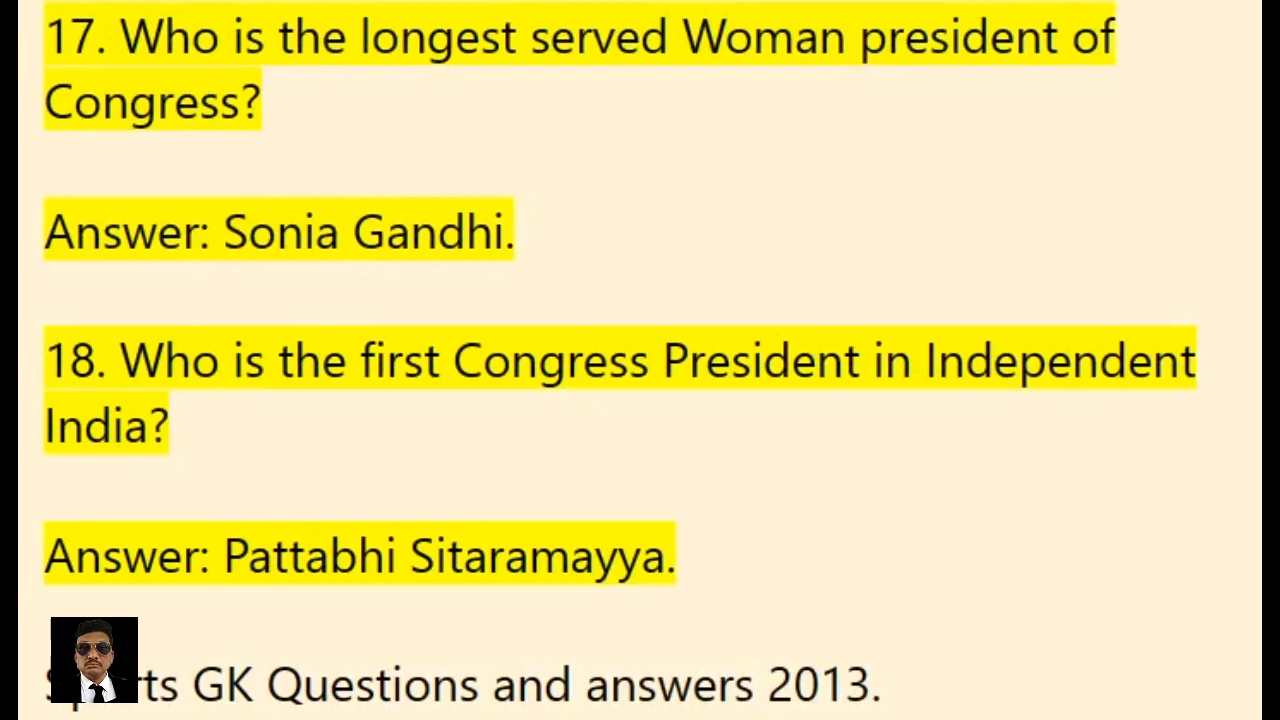 17. Who is the longest served Woman president of
Congress?
Answer: Sonia Gandhi.
18. Who is the first Congress President in Independent
India?
Answer: Pattabhi Sitaramayya.
GK Questions and answers 2013.